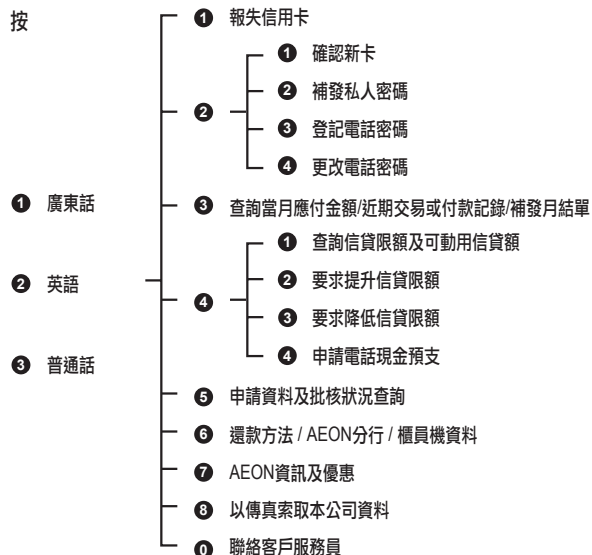 按
❶ 廣東話
❷ 英語
❸ 普通話
❶ 報失信用卡
❷
❶ 確認新卡
❷ 補發私人密碼
❸ 登記電話密碼
❹ 更改電話密碼
❸ 查詢當月應付金額/近期交易或付款記錄/補發月結單
❹
❶ 查詢信貸限額及可動用信貸額
❷ 要求提升信貸限額
❸ 要求降低信貸限額
❹ 申請電話現金預支
❺ 申請資料及批核狀況查詢
❻ 還款方法 / AEON分行 / 櫃員機資料
❼ AEON資訊及優惠
❽ 以傳真索取本公司資料
⓿ 聯絡客戶服務員